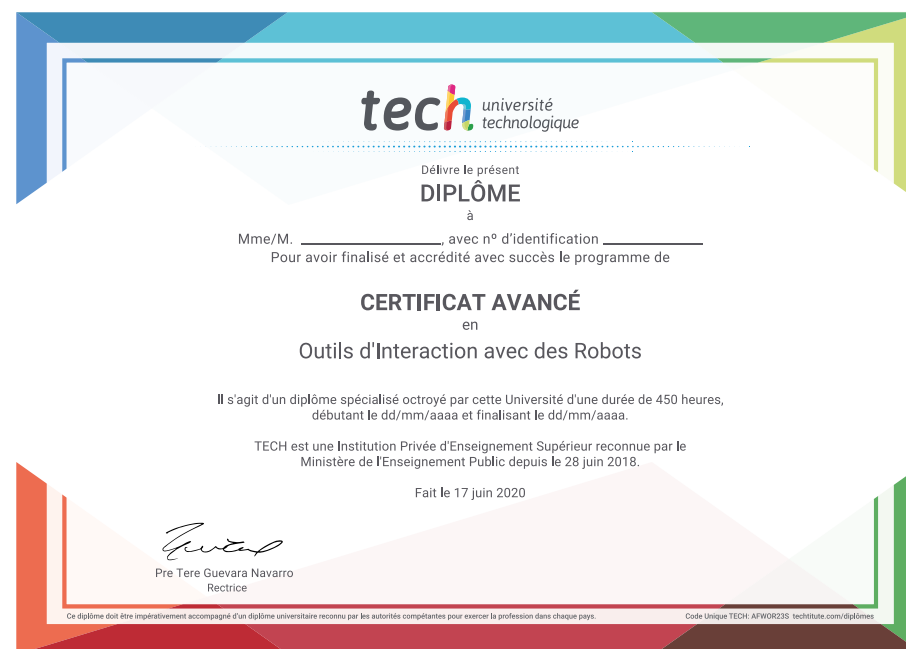 tech université
technologique
Délivre le présent
DIPLÔME
à
Mme/M. ____________________, avec nº d'identification ______________
Pour avoir finalisé et accrédité avec succès le programme de
CERTIFICAT AVANCÉ
en
Outils d'Interaction avec des Robots
Il s'agit d'un diplôme spécialisé octroyé par cette Université d'une durée de 450 heures,
débutant le dd/mm/aaaa et finalisant le dd/mm/aaaa.
TECH est une Institution Privée d'Enseignement Supérieur reconnue par le
Ministère de l'Enseignement Public depuis le 28 juin 2018.
Fait le 17 juin 2020
Pre Tere Guevara Navarro
Rectrice
Ce diplôme doit être impérativement accompagné d'un diplôme universitaire reconnu par les autorités compétantes pour exercer la profession dans chaque pays.
Code Unique TECH: AFWOR23S techtitute.com/diplômes